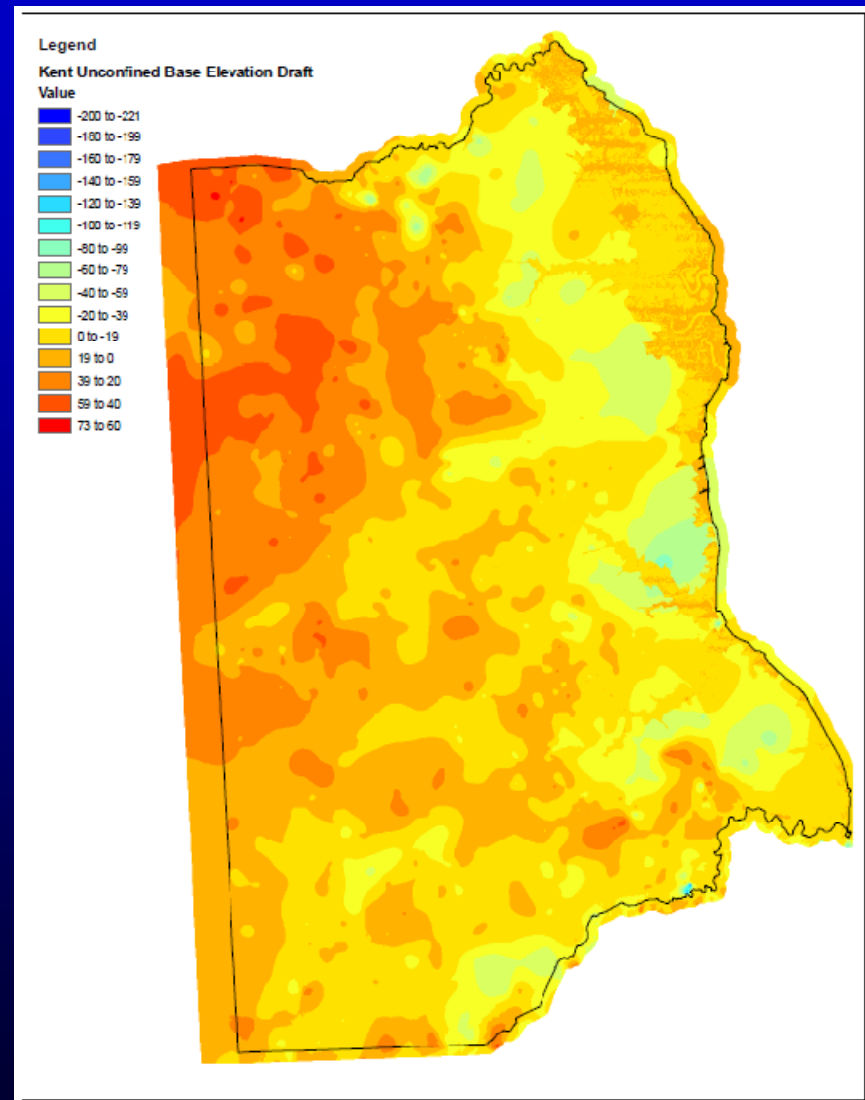 Legend
Kent Unconfined Base Elevation Draft
Value
-200 to -221
-180 to -199
-160 to -179
-140 to -159
-120 to -139
-100 to -119
-80 to -99
-60 to -79
-40 to -59
-20 to -39
0 to -19
19 to 0
39 to 20
59 to 40
73 to 60